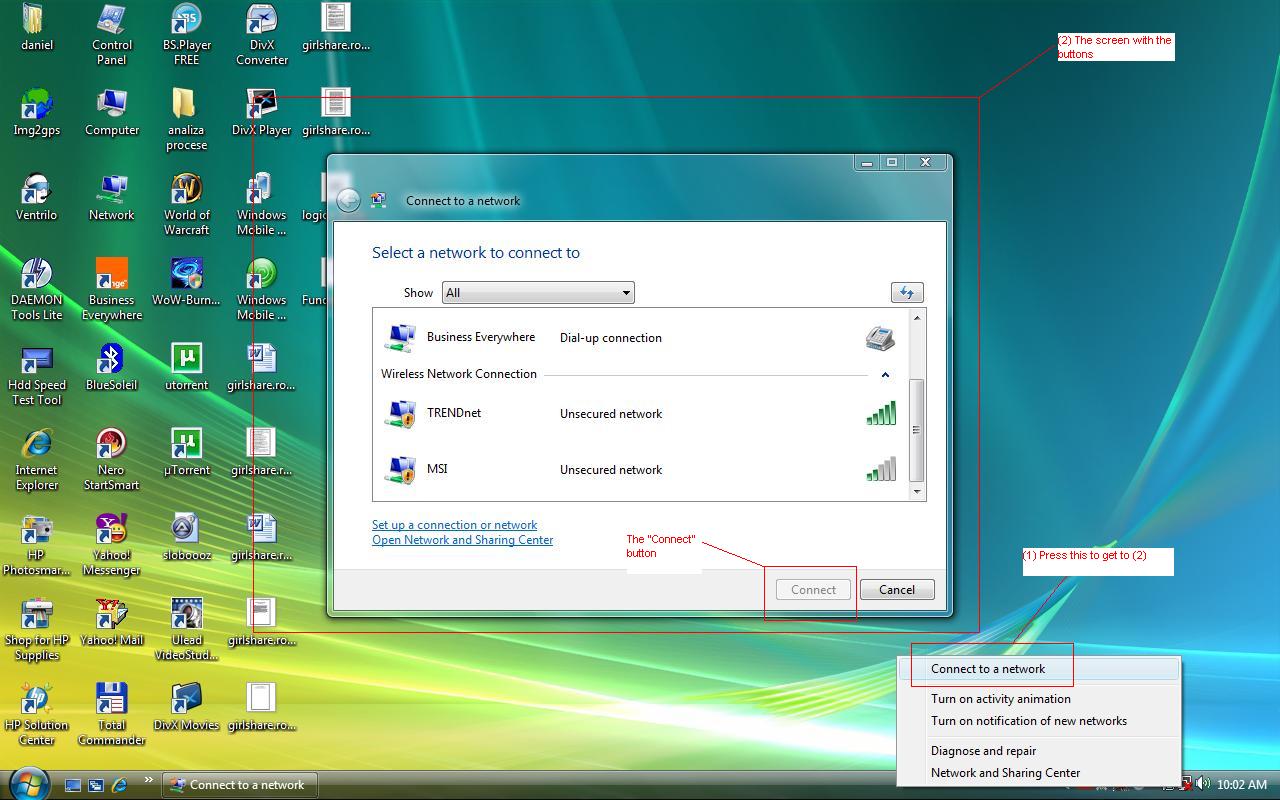 daniel
Control
Panel
BS.Player
FREE
DivX
Converter
girlshare.ro...
(2) The screen with the
buttons
Img2gps
Computer
analiza
procese
DivX Player
girlshare.ro...
Ventrilo
Network
World of
Warcraft
Windows
Mobile ...
DAEMON
Tools Lite
Business
Everywhere
WoW-Burn...
Windows
Mobile ...
Hdd Speed
Test Tool
BlueSoleil
utorrent
girlshare.ro...
Internet
Explorer
Nero
StartSmart
µTorrent
girlshare.r...
HP
Photosmar...
Yahoo!
Messenger
sloboooz
girlshare.r...
Shop for HP
Supplies
Yahoo! Mail
Ulead
VideoStud...
girlshare.ro...
HP Solution
Center
Total
Commander
DivX Movies
girlshare.ro...
Connect to a network
Select a network to connect to
Show All
Business Everywhere Dial-up connection
Wireless Network Connection
TRENDnet Unsecured network
MSI Unsecured network
Set up a connection or network
Open Network and Sharing Center
The "Connect"
button
Connect Cancel
(1) Press this to get to (2)
Connect to a network
Turn on activity animation
Turn on notification of new networks
Diagnose and repair
Network and Sharing Center
Connect to a network
10:02 AM